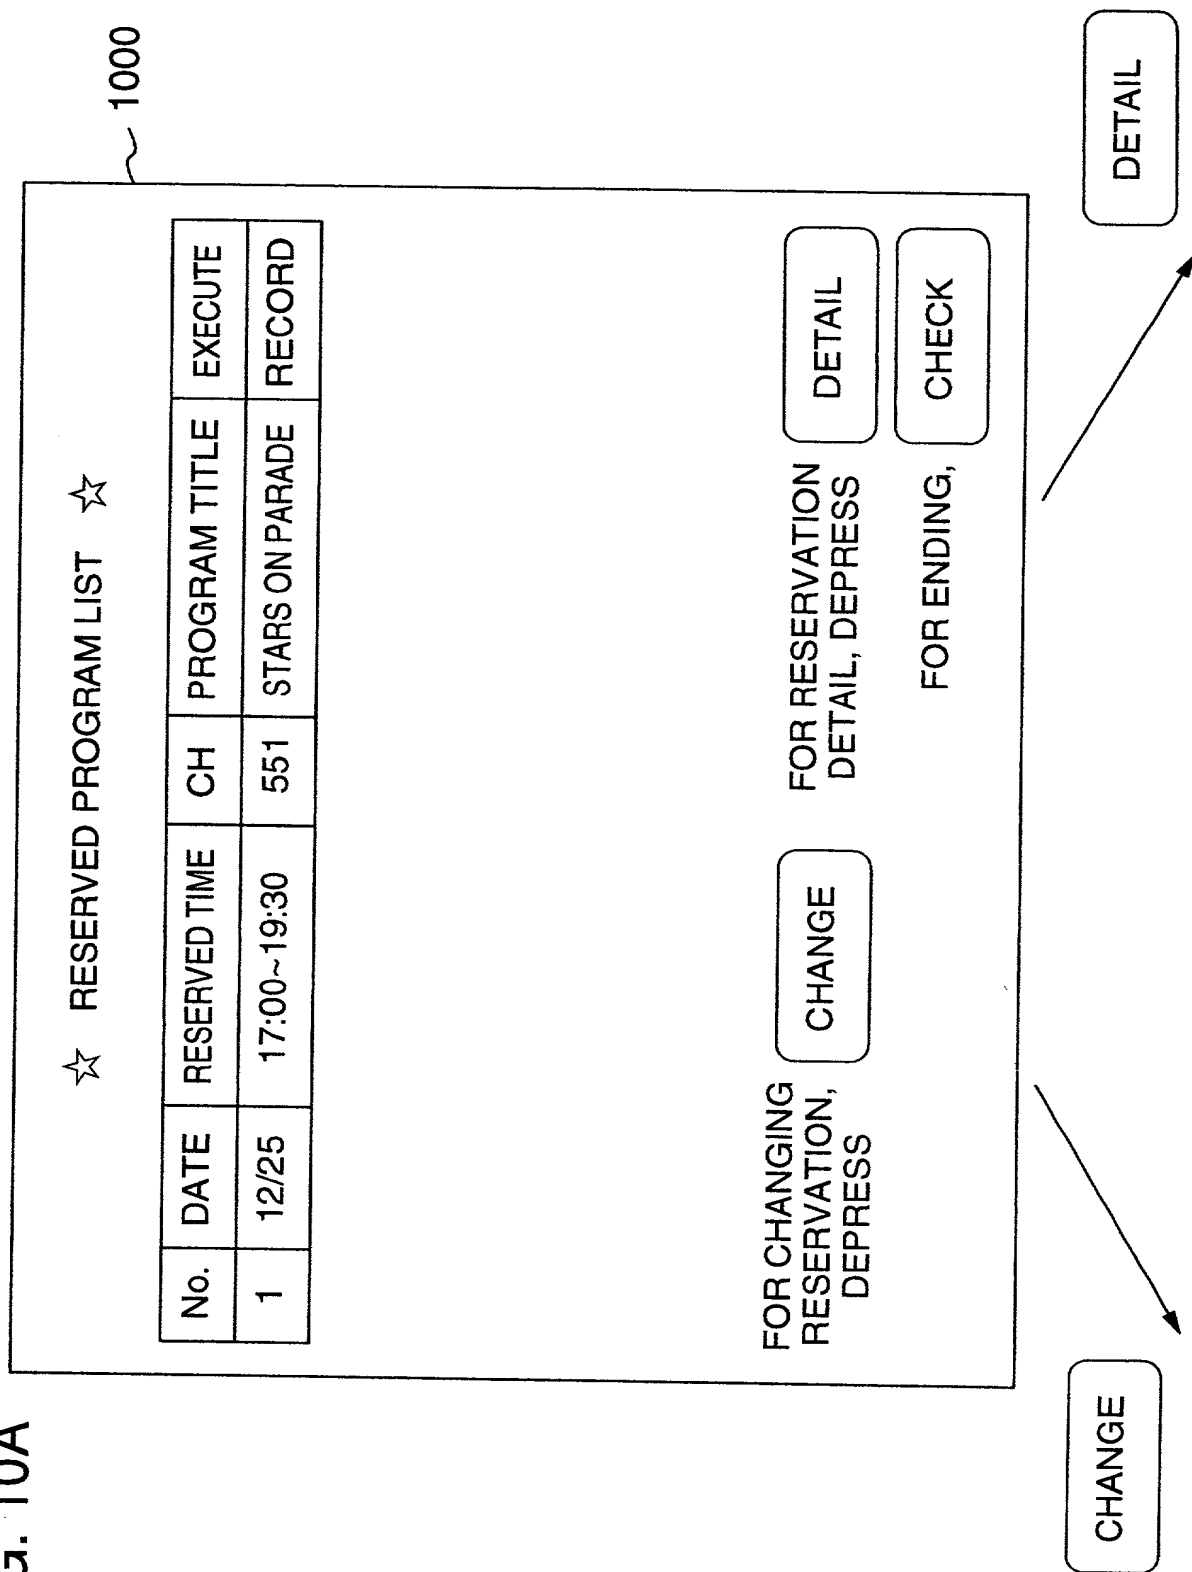 G. 10A
1000
☆ RESERVED PROGRAM LIST ☆
No. DATE RESERVED TIME CH PROGRAM TITLE EXECUTE
1 12/25 17:00~19:30 551 STARS ON PARADE RECORD
FOR CHANGING
RESERVATION,
DEPRESS
CHANGE
FOR RESERVATION
DETAIL, DEPRESS
DETAIL
FOR ENDING,
CHECK
CHANGE
DETAIL